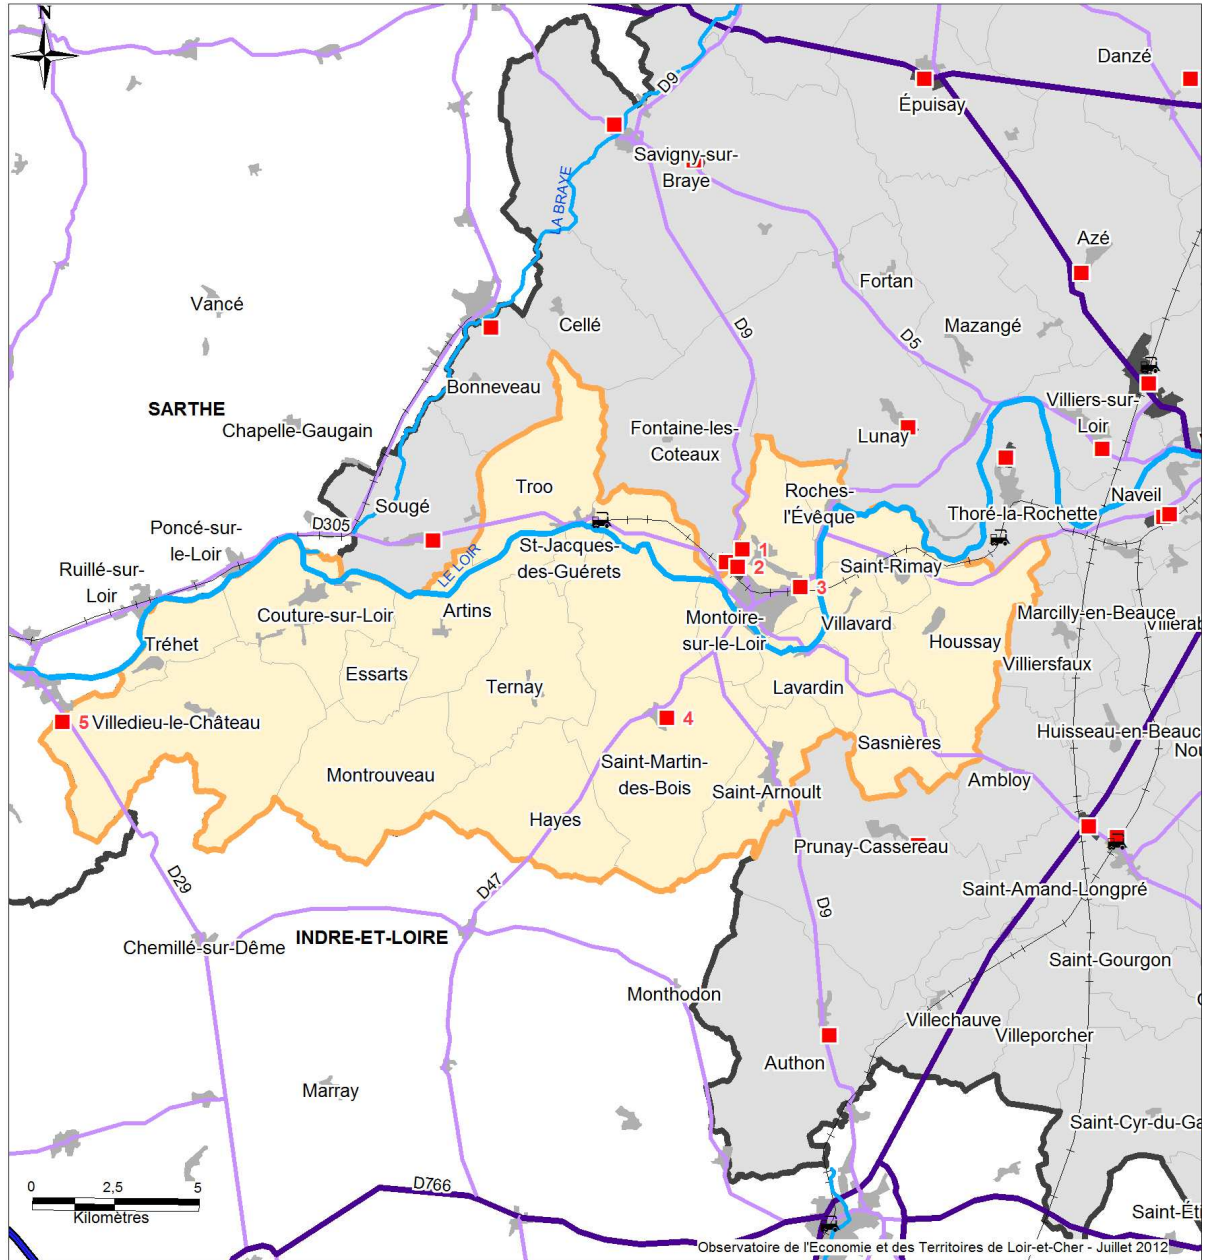 N
Danzé
D9
Épuisay
Savigny-sur-
Braye
LA BRAYE
Azé
Fortan
Vancé
Cellé
Mazangé
D9
D5
Bonneveau
SARTHE
Villiers-sur-
Loir
Chapelle-Gaugain
Fontaine-les-
Coteaux
Lunay
Troo
Roches-
l'Évêque
Naveil
Sougé
Thoré-la-Rochette
D305
Poncé-sur-
le-Loir
St-Jacques-
des-Guérets
1
2
Saint-Rimay
LE LOIR
Ruillé-sur-
Loir
3
Couture-sur-Loir
Artins
Montoire-
sur-le-Loir
Villavard
Marcilly-en-Beauce
Villerab
Tréhet
Houssay
Villiersfaux
Essarts
Ternay
Lavardin
5
Villedieu-le-Château
4
Huisseau-en-Beauc
Nou
Sasnières
Saint-Martin-
des-Bois
Montrouveau
Ambloy
Saint-Arnoult
Hayes
Prunay-Cassereau
D29
D47
Saint-Amand-Longpré
D9
INDRE-ET-LOIRE
Chemillé-sur-Dême
Saint-Gourgon
Monthodon
Villechauve
Villeporcher
Authon
Marray
Saint-Cyr-du-Ga
D766
0
2,5
5
Kilomètres
Saint-Éti
Observatoire de l'Economie et des Territoires de Loir-et-Cher - Juillet 2012